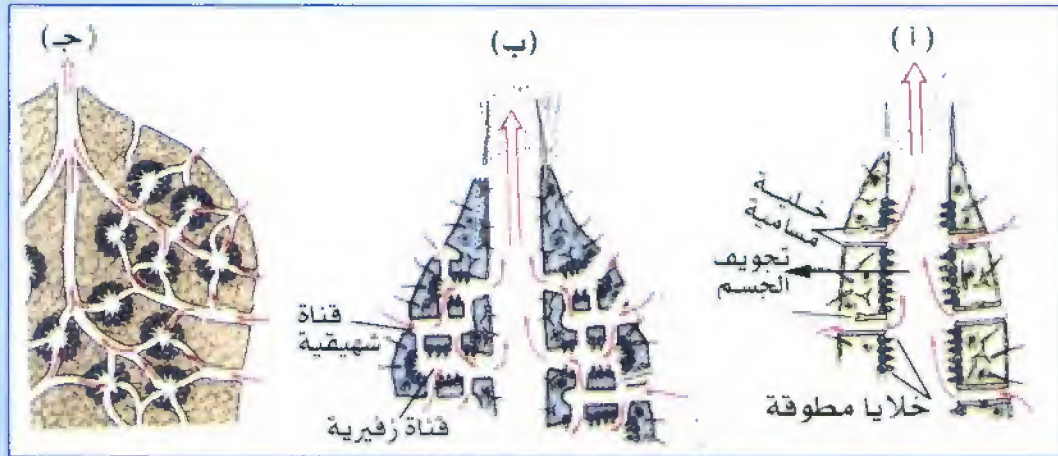 (أ)
(ب)
(جـ)
خلية
مسامية
تجويف
الجسم
خلايا مطوقة
قناة
شهيقية
قناة زفيرية